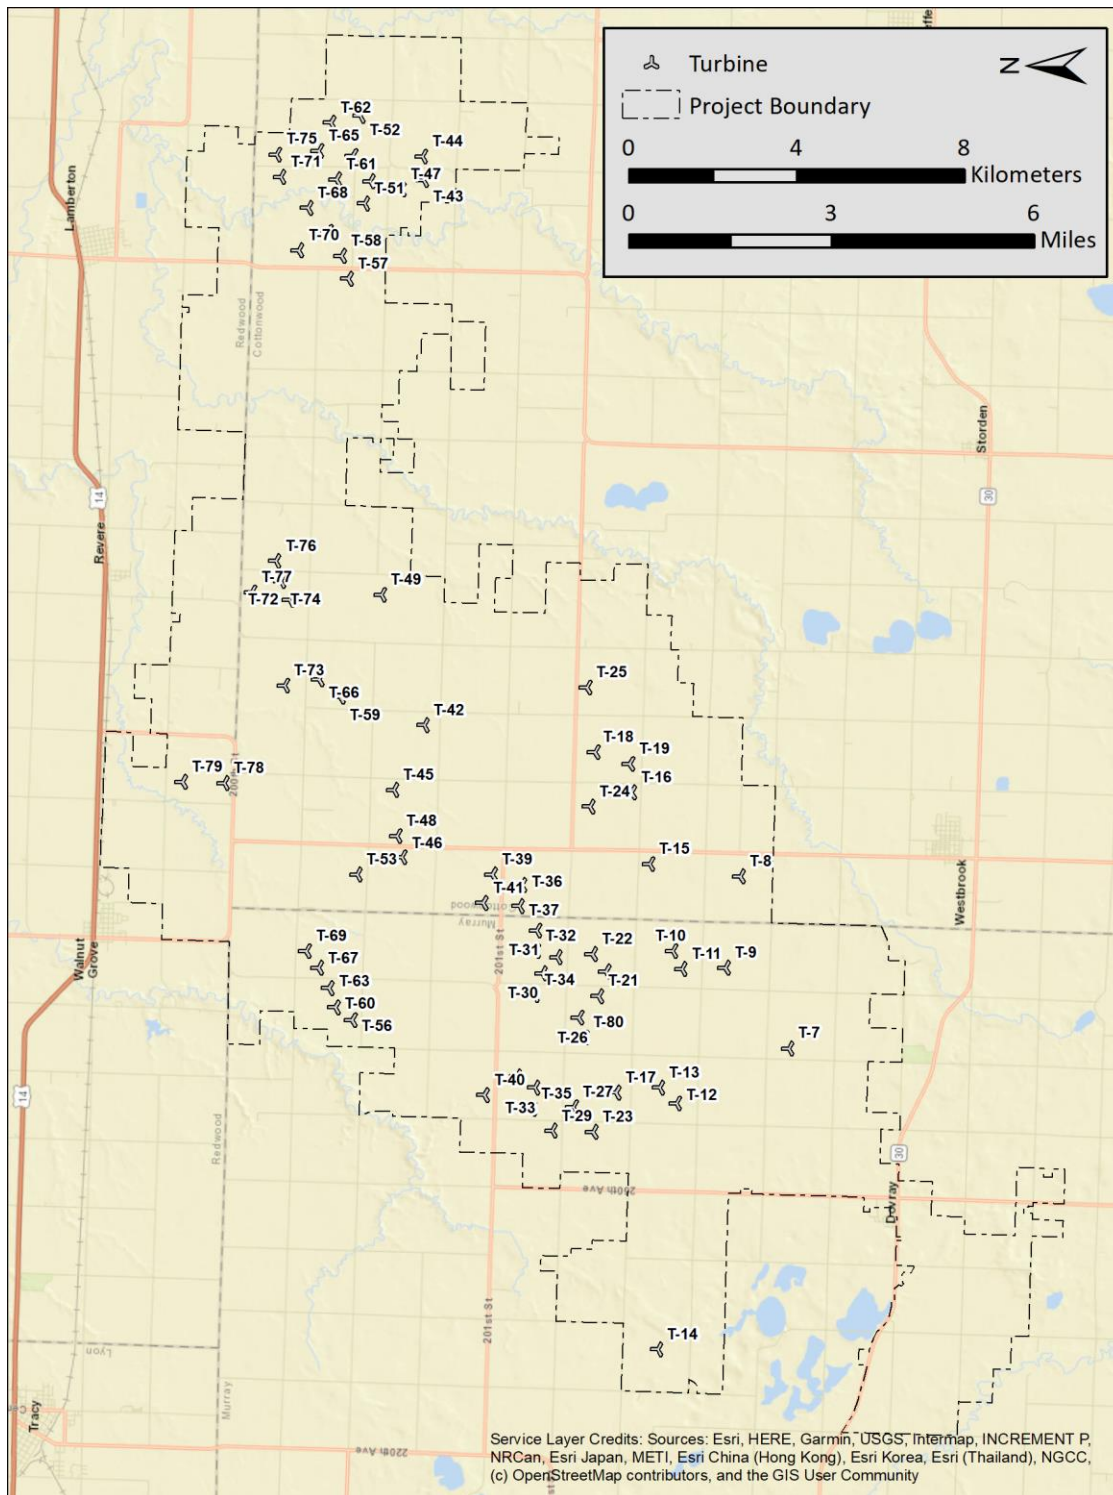 Turbine
Project Boundary
N
0 4 8
Kilometers
0 3 6
Miles
Lamberton
Redwood
Cottonwood
Storden
30
14
Revere
T-62
T-52
T-75
T-65
T-44
T-71
T-61
T-47
T-51
T-43
T-68
T-70
T-58
T-57
T-76
T-77
T-49
T-72
T-74
T-73
T-25
T-66
T-59
T-42
T-18
T-19
T-79
T-78
T-16
T-45
T-24
200th St
T-48
T-46
T-53
T-39
T-15
T-8
T-41
T-36
Murray
T-37
Westbrook
Walnut
Grove
T-69
T-32
T-22
T-10
T-31
T-11
T-9
T-67
201st St
T-34
T-21
T-63
T-30
T-60
T-56
T-80
T-26
T-7
T-40
T-35
T-27
T-17
T-13
T-33
T-29
T-23
T-12
14
Redwood
30
Dovray
201st St
T-14
Lyon
Murray
Tracy
220th Ave
Service Layer Credits: Sources: Esri, HERE, Garmin, USGS, Intermap, INCREMENT P,
NRCan, Esri Japan, METI, Esri China (Hong Kong), Esri Korea, Esri (Thailand), NGCC,
(c) OpenStreetMap contributors, and the GIS User Community